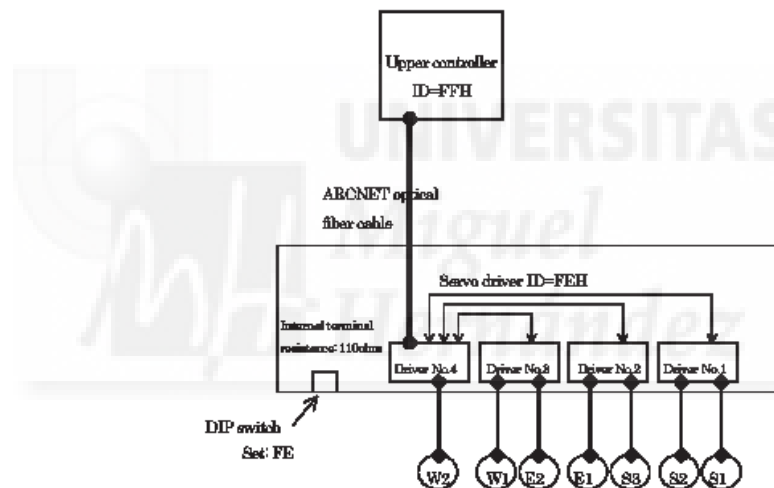 Upper controller
ID=FFH
UNIVERSITAS
Miguel
Hernández
ARCNET optical
fiber cable
Servo driver ID=FEH
Internal terminal
resistance: 110ohms
Driver No.4
Driver No.3
Driver No.2
Driver No.1
DIP switch
Set: FE
W2
W1
E2
E1
S3
S2
S1